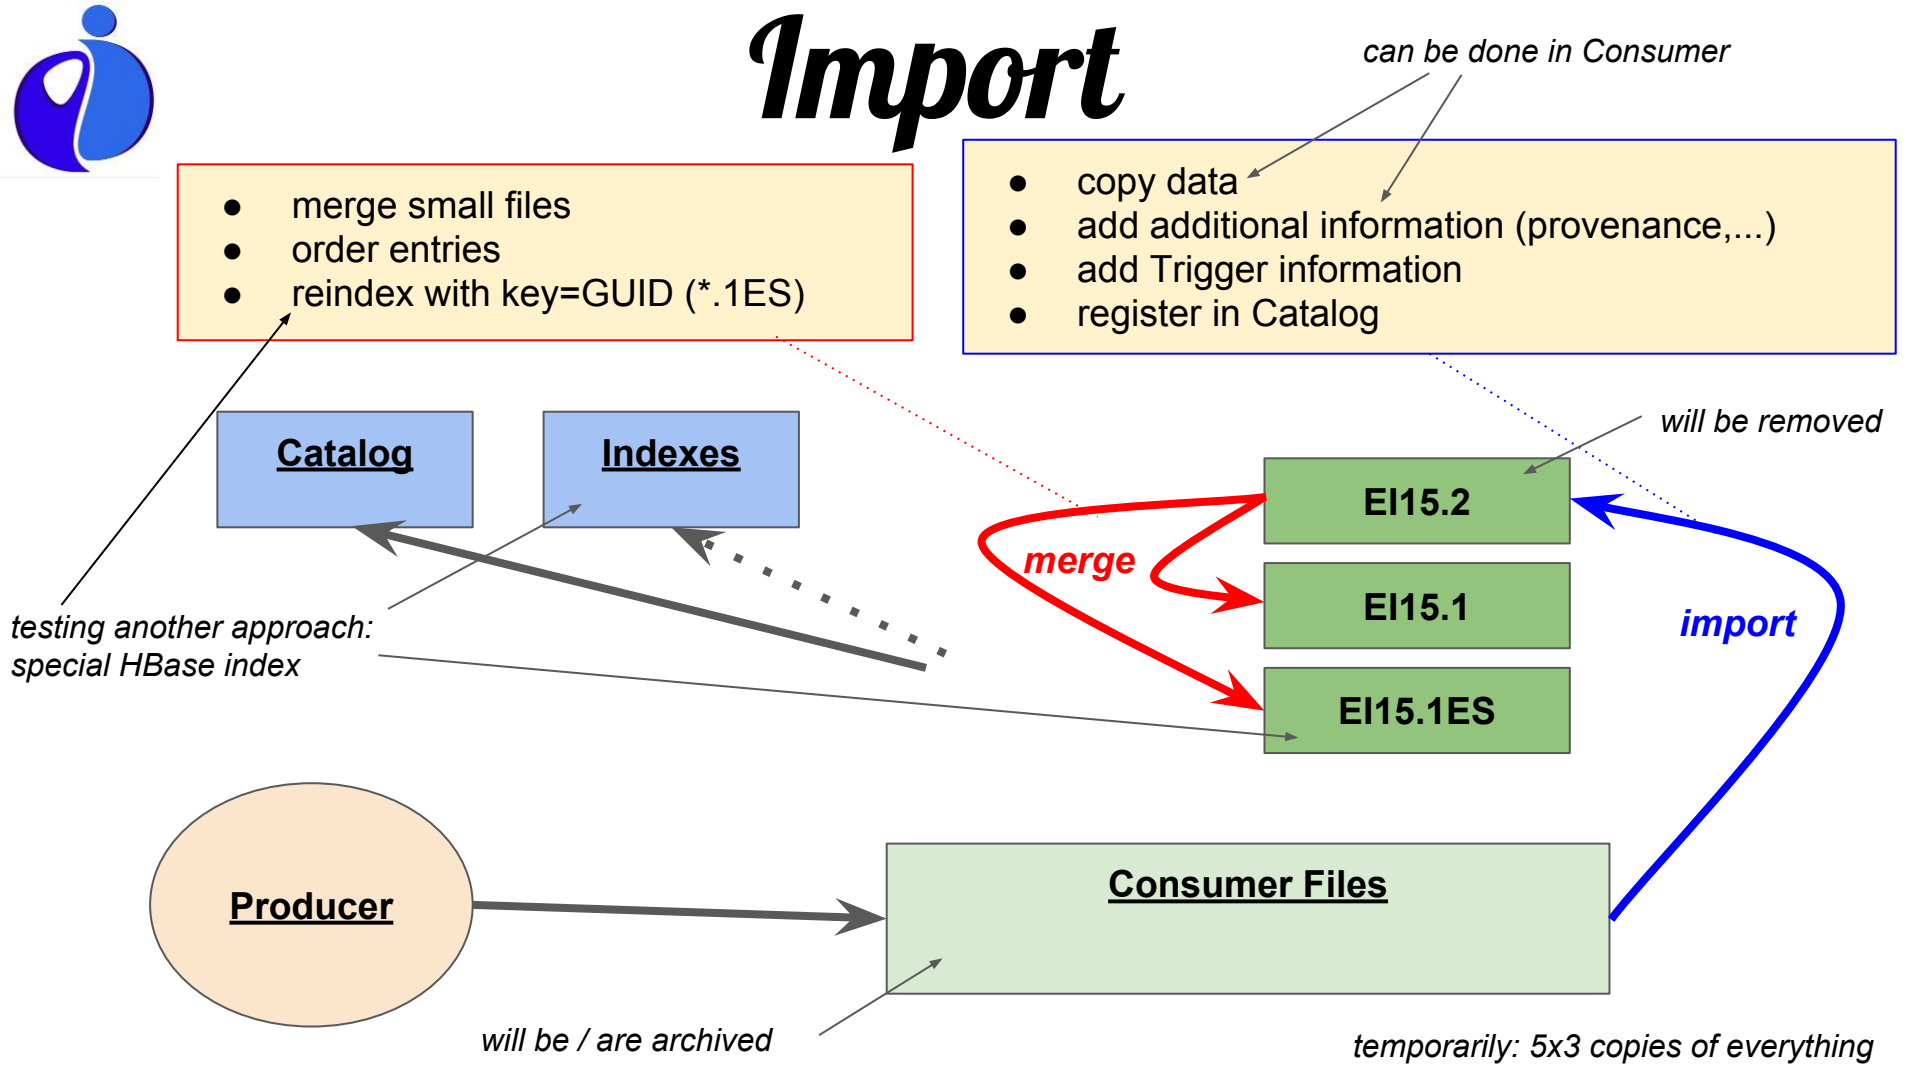 Import
can be done in Consumer
● merge small files
● order entries
● reindex with key=GUID (*.1ES)
● copy data
● add additional information (provenance,...)
● add Trigger information
● register in Catalog
Catalog
Indexes
will be removed
EI15.2
merge
EI15.1
import
testing another approach:
special HBase index
EI15.1ES
Producer
Consumer Files
will be / are archived
temporarily: 5x3 copies of everything